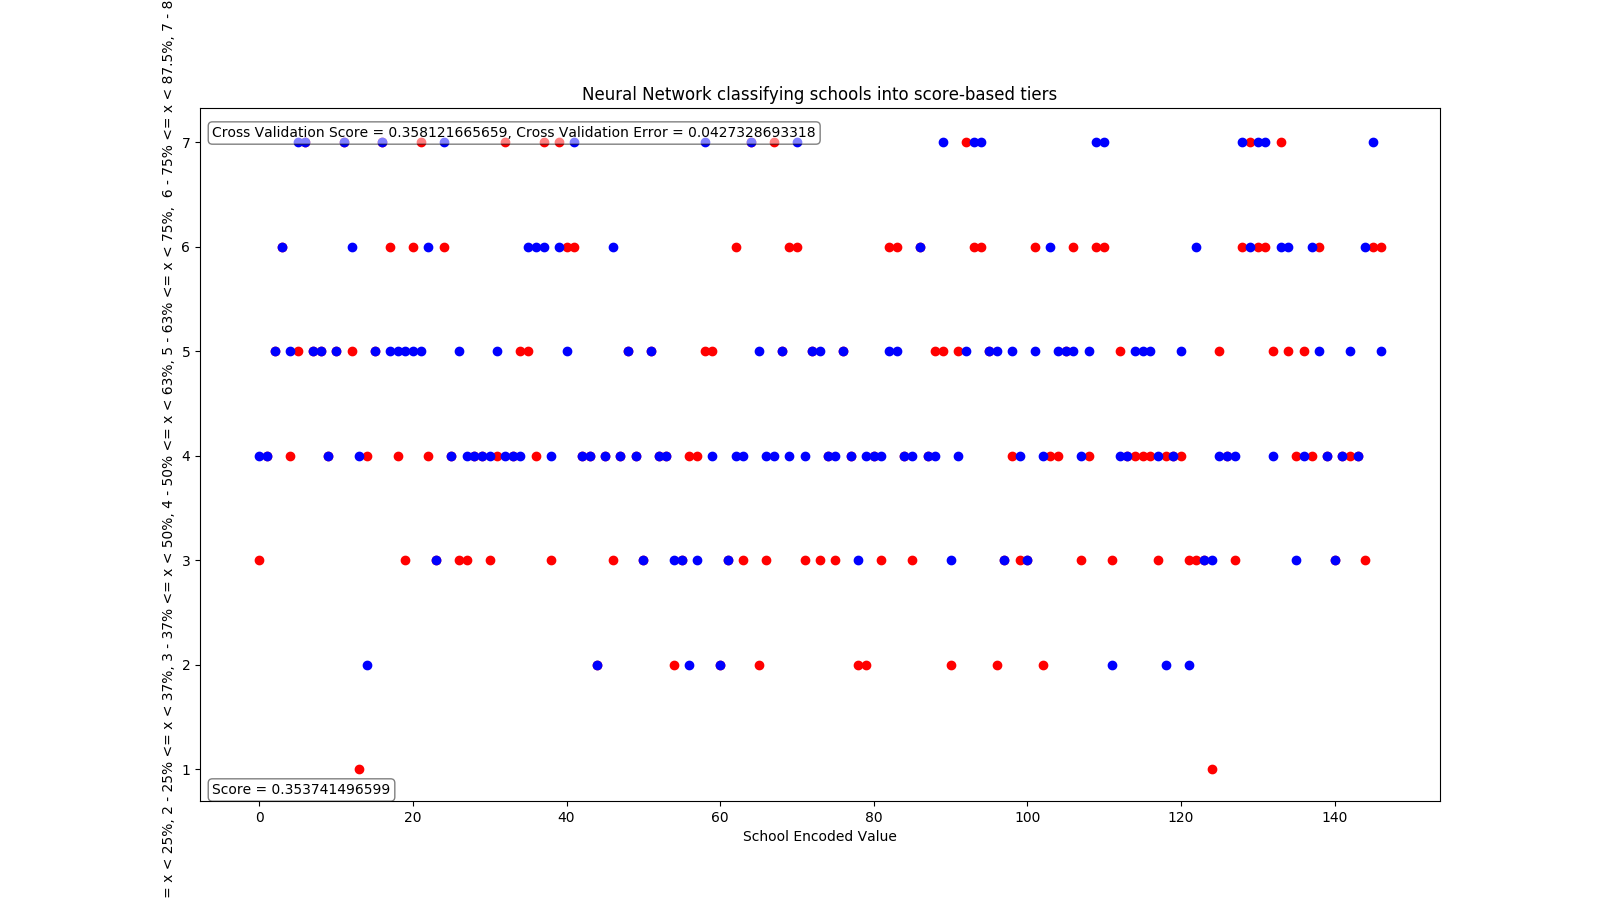 Neural Network classifying schools into score-based tiers
Cross Validation Score = 0.358121665659, Cross Validation Error = 0.0427328693318
= x < 25%, 2 - 25% <= x < 37%, 3 - 37% <= x < 50%, 4 - 50% <= x < 63%, 5 - 63% <= x < 75%,  6 - 75% <= x < 87.5%, 7 - 8
7
6
5
4
3
2
1
Score = 0.353741496599
0 20 40 60 80 100 120 140
School Encoded Value